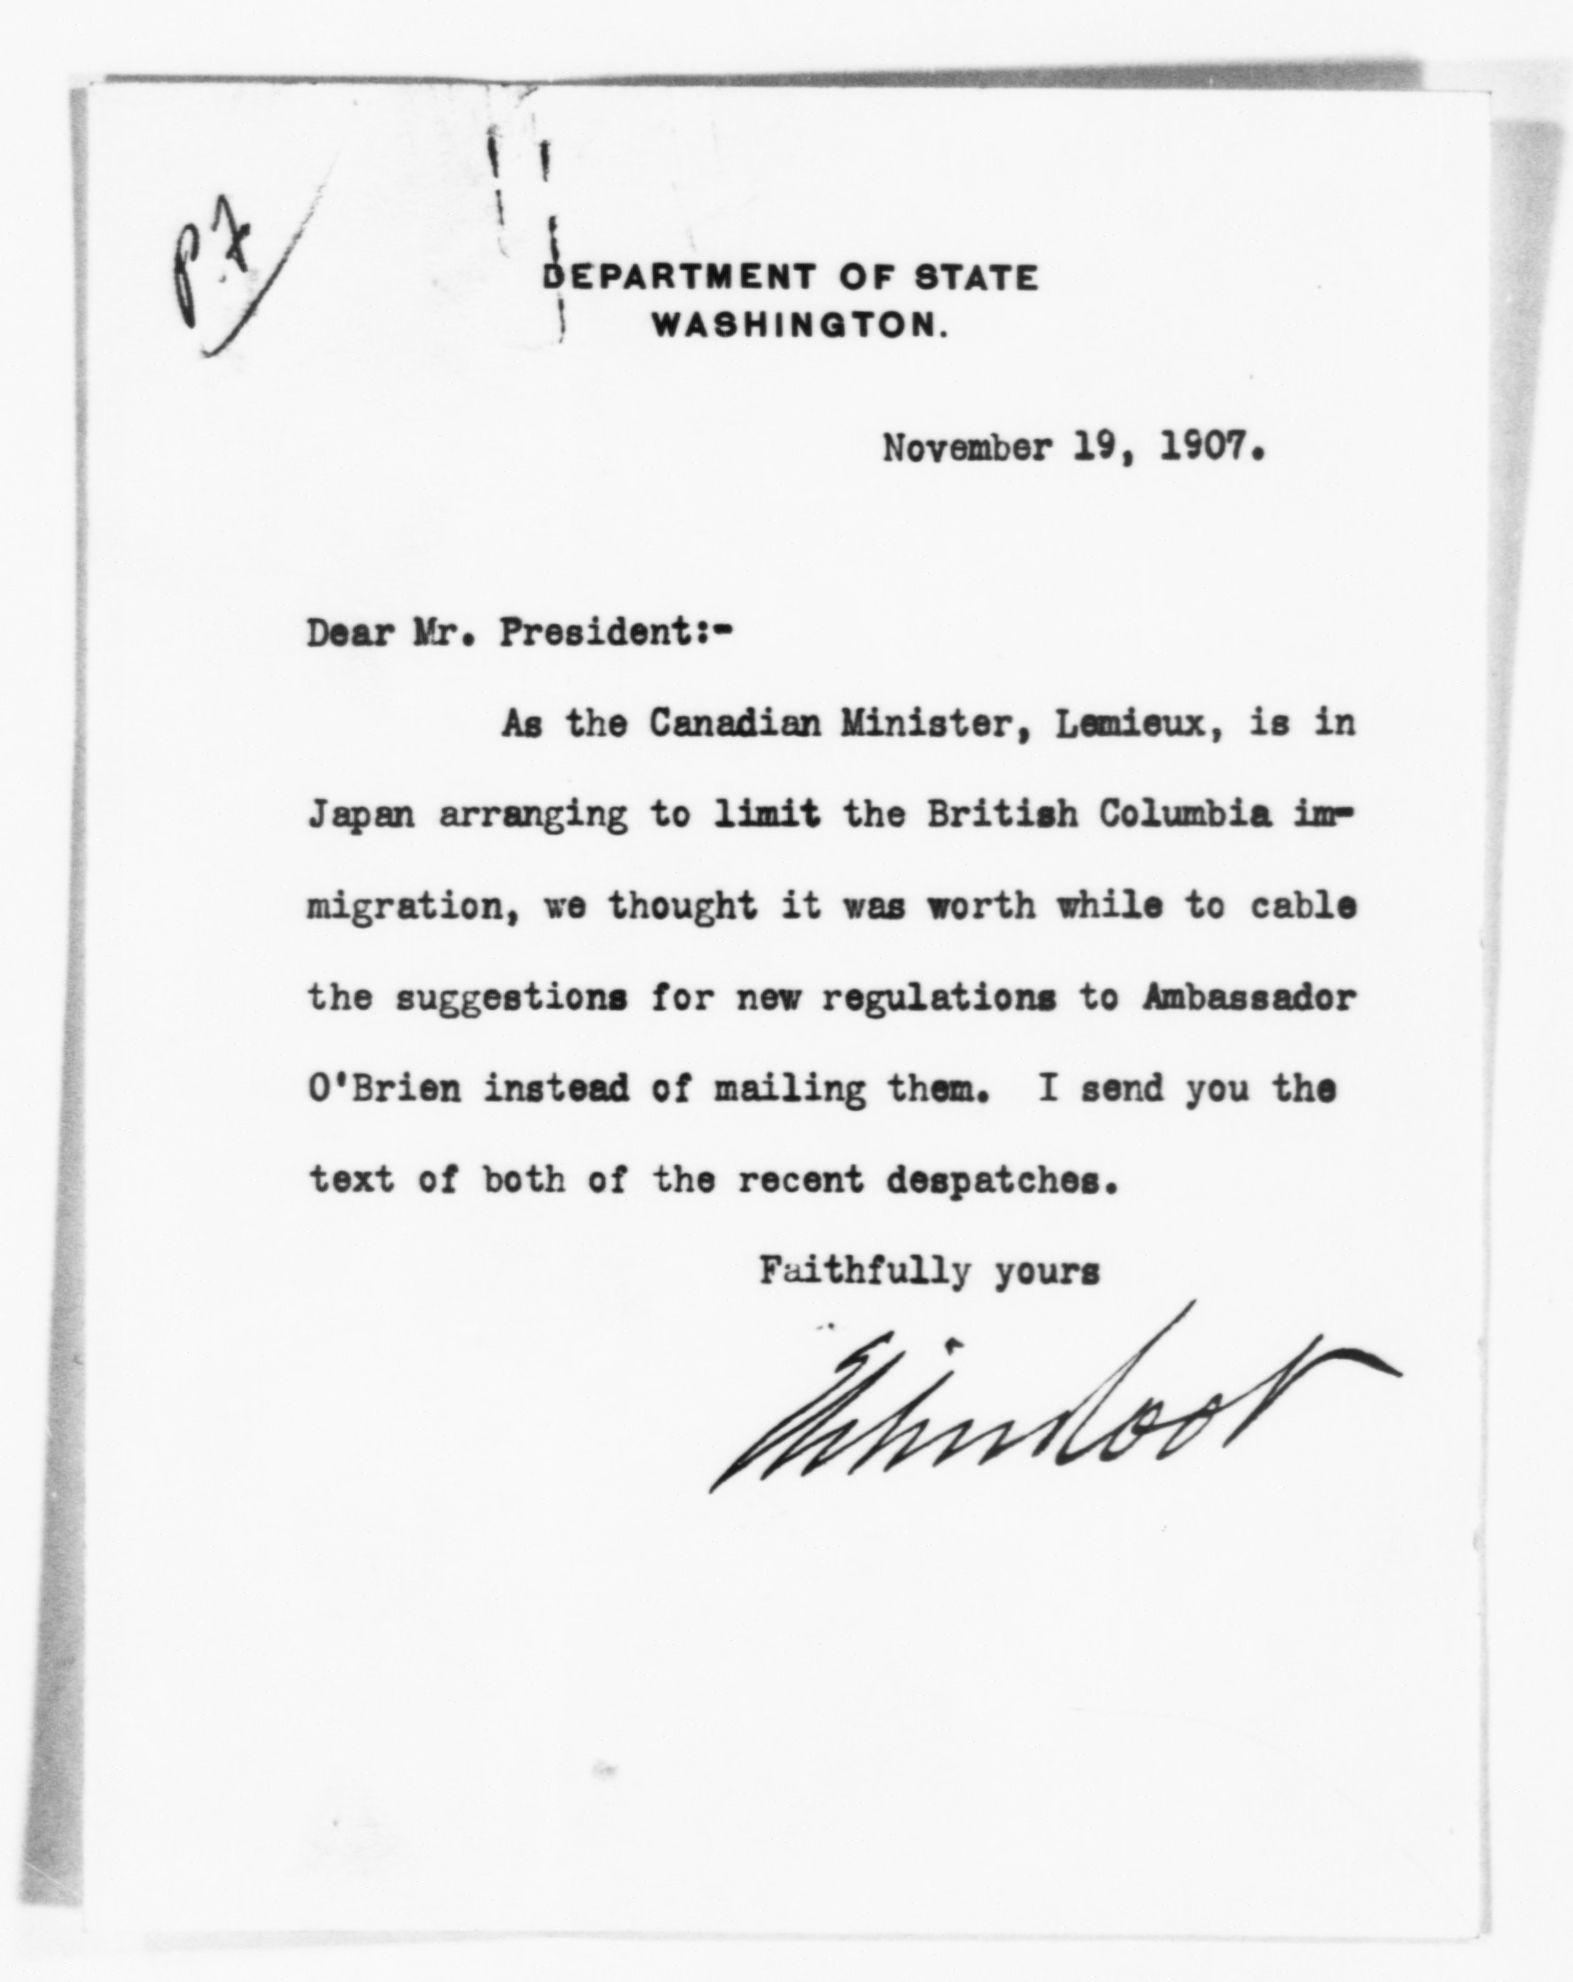 P.F
DEPARTMENT OF STATE
WASHINGTON.
November 19, 1907.
Dear Mr. President:-
As the Canadian Minister, Lemieux, is in
Japan arranging to limit the British Columbia im-
migration, we thought it was worth while to cable
the suggestions for new regulations to Ambassador
O'Brien instead of mailing them.  I send you the
text of both of the recent despatches.
Faithfully yours
Elihu Root